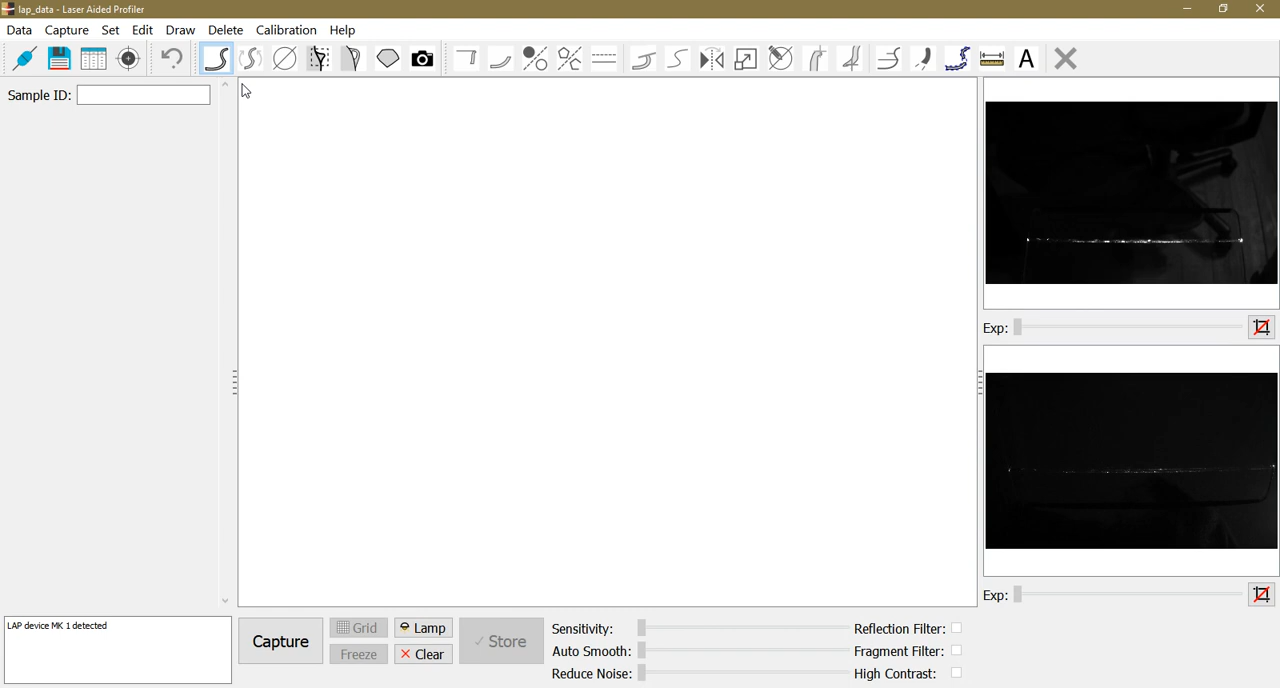 lap_data - Laser Aided Profiler
Data Capture Set Edit Draw Delete Calibration Help
A
Sample ID:
Exp:
Exp:
LAP device MK 1 detected
Capture
Grid
Freeze
Lamp
Clear
✓ Store
Sensitivity:
Auto Smooth:
Reduce Noise:
Reflection Filter:
Fragment Filter:
High Contrast: